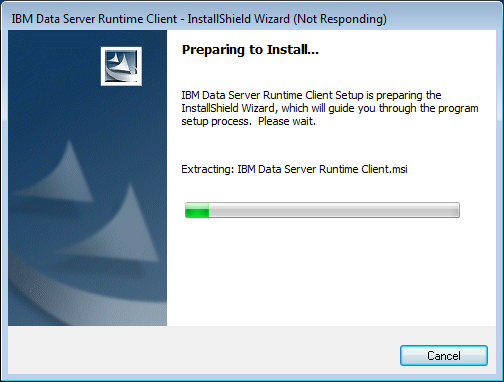 IBM Data Server Runtime Client - InstallShield Wizard (Not Responding)
Preparing to Install...
IBM Data Server Runtime Client Setup is preparing the
InstallShield Wizard, which will guide you through the program
setup process.  Please wait.
Extracting: IBM Data Server Runtime Client.msi
Cancel